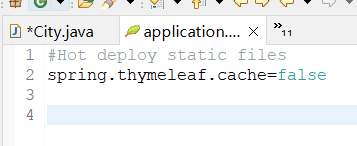 *City.java
application....
»11
1 #Hot deploy static files
2 spring.thymeleaf.cache=false
3
4